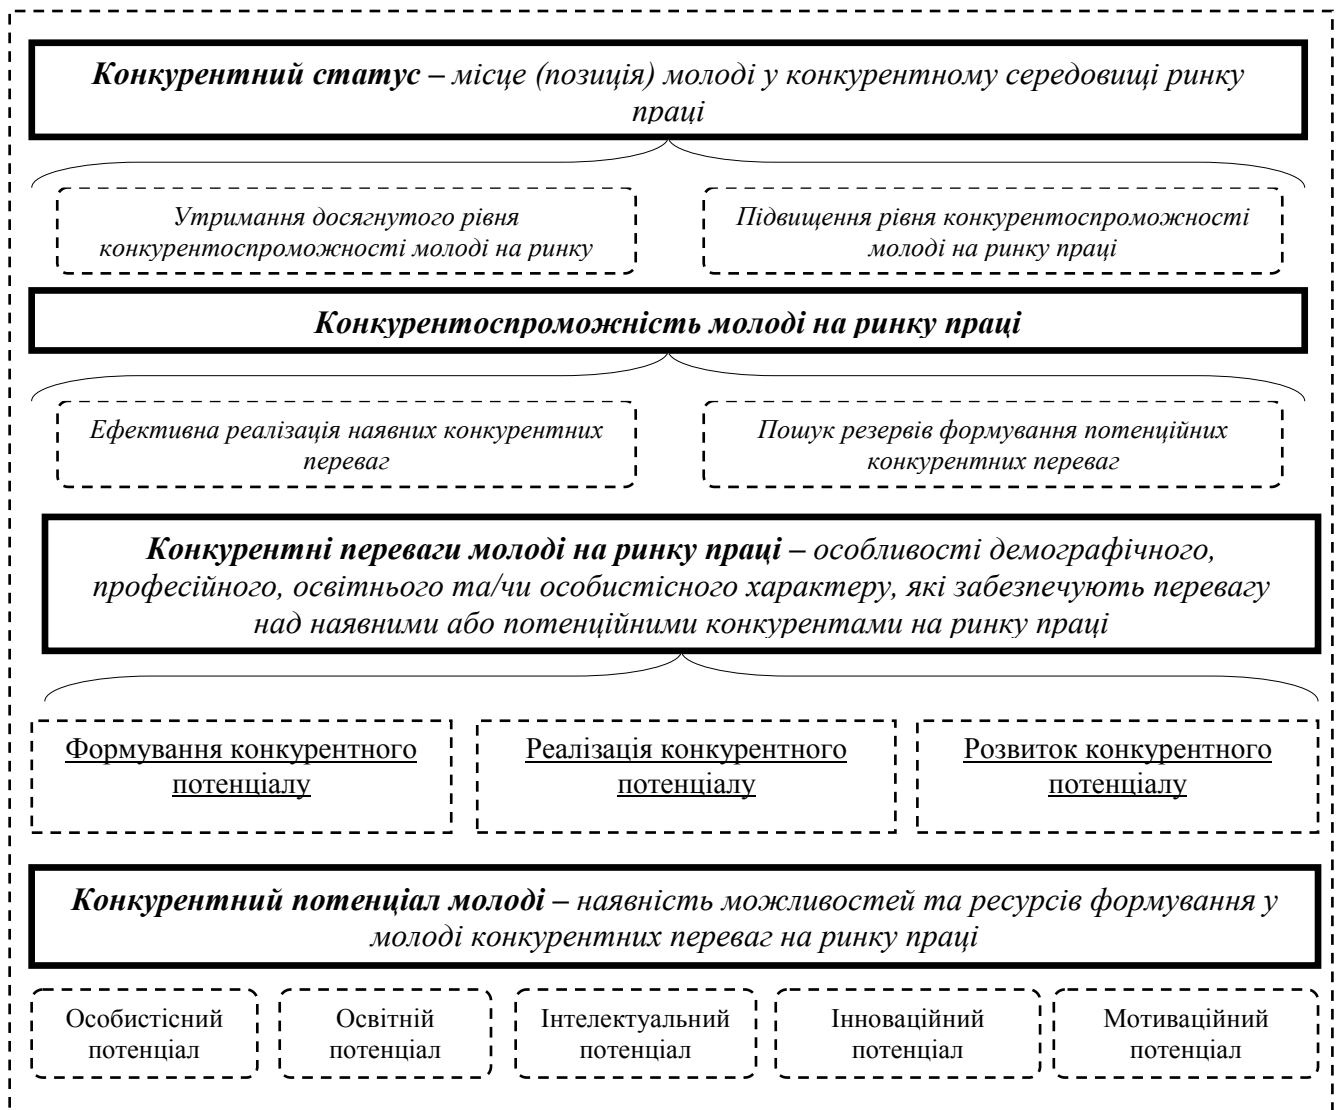 Конкурентний статус – місце (позиція) молоді у конкурентному середовищі ринку
праці
Утримання досягнутого рівня
конкурентоспроможності молоді на ринку
Підвищення рівня конкурентоспроможності
молоді на ринку праці
Конкурентоспроможність молоді на ринку праці
Ефективна реалізація наявних конкурентних
переваг
Пошук резервів формування потенційних
конкурентних переваг
Конкурентні переваги молоді на ринку праці – особливості демографічного,
професійного, освітнього та/чи особистісного характеру, які забезпечують перевагу
над наявними або потенційними конкурентами на ринку праці
Формування конкурентного
потенціалу
Реалізація конкурентного
потенціалу
Розвиток конкурентного
потенціалу
Конкурентний потенціал молоді – наявність можливостей та ресурсів формування у
молоді конкурентних переваг на ринку праці
Особистісний
потенціал
Освітній
потенціал
Інтелектуальний
потенціал
Інноваційний
потенціал
Мотиваційний
потенціал